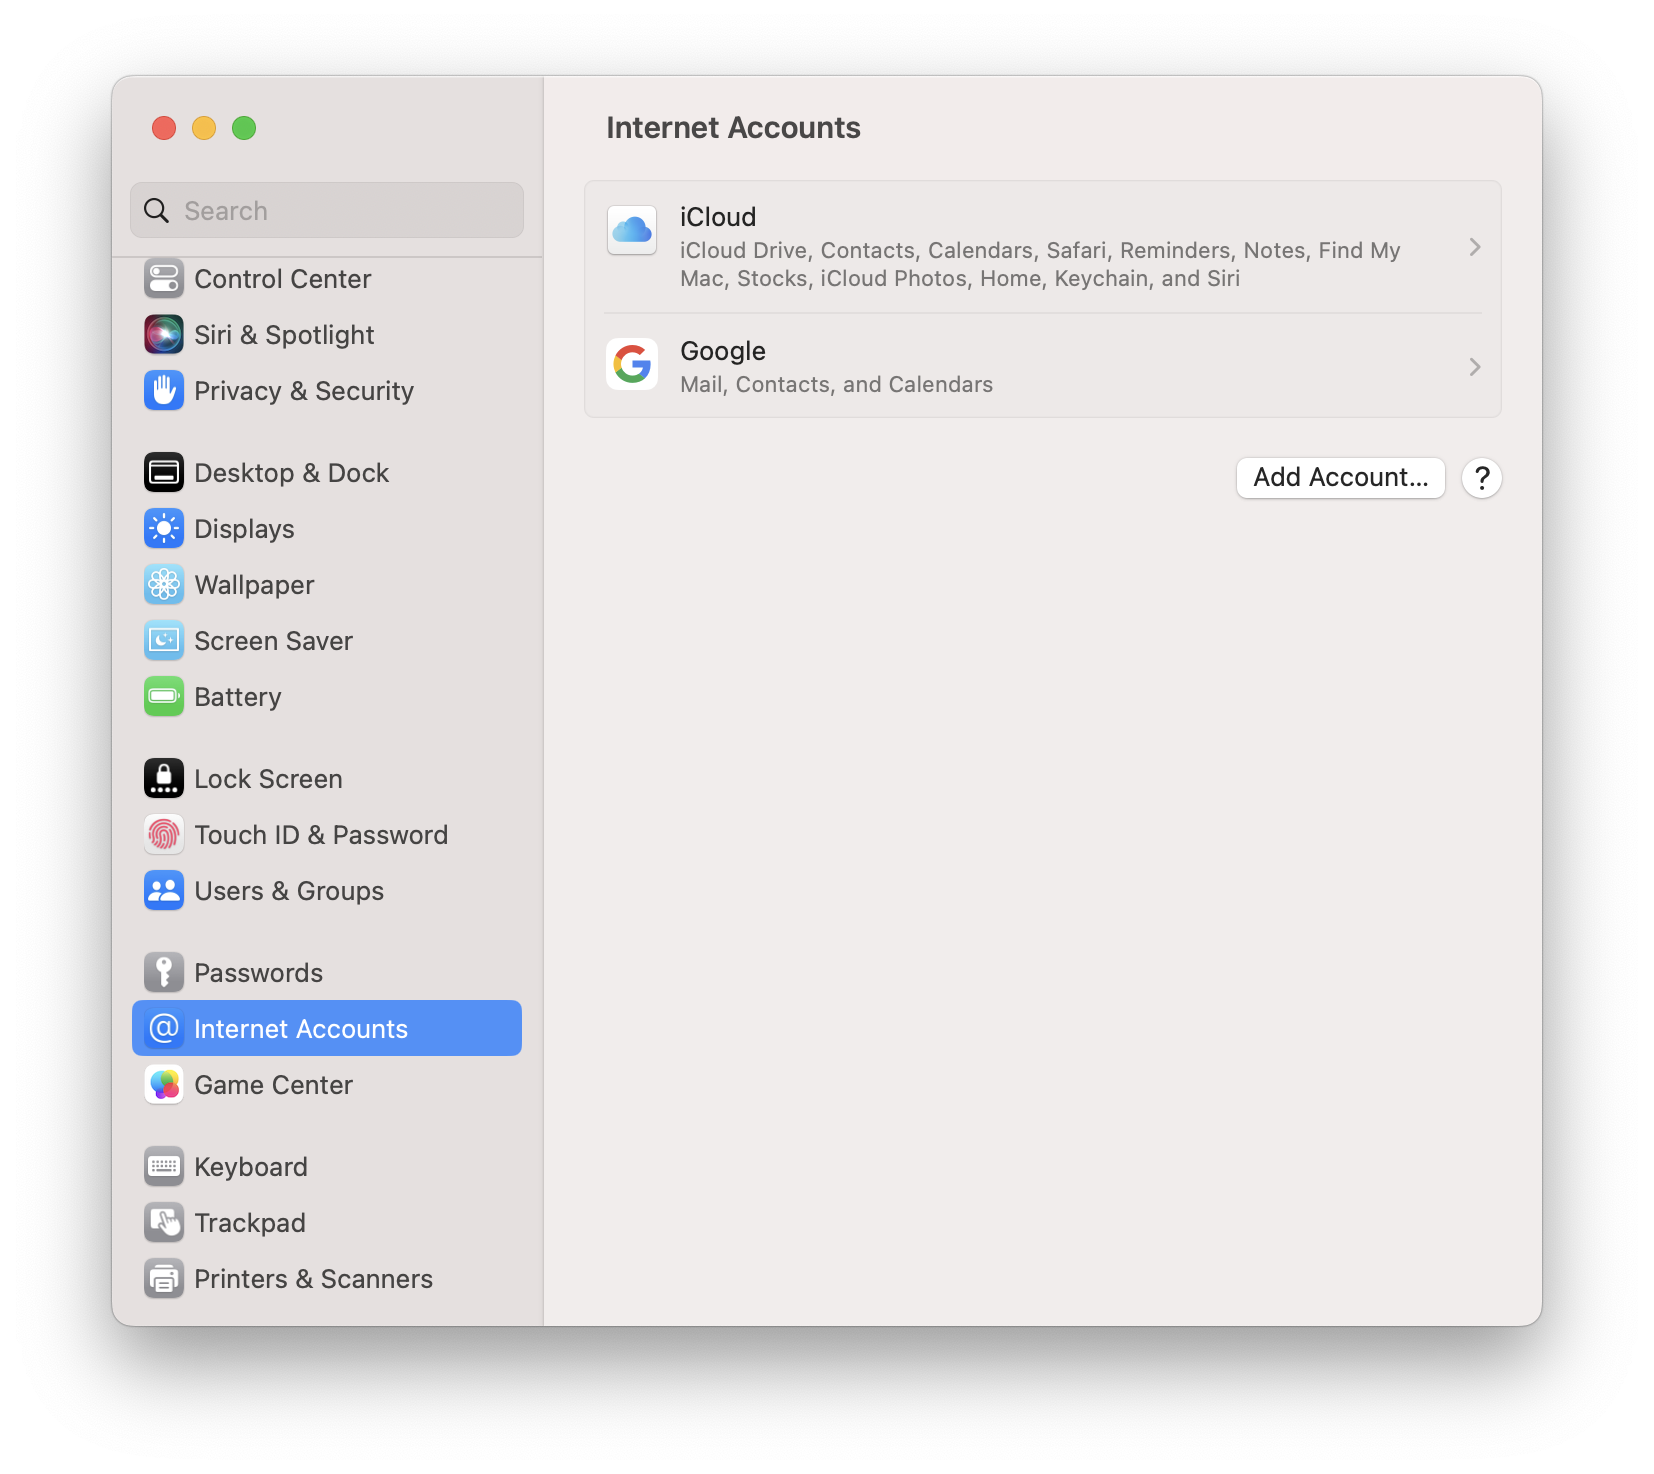 Search
Control Center
Siri & Spotlight
Privacy & Security
Desktop & Dock
Displays
Wallpaper
Screen Saver
Battery
Lock Screen
Touch ID & Password
Users & Groups
Passwords
@ Internet Accounts
Game Center
Keyboard
Trackpad
Printers & Scanners
Internet Accounts
iCloud
iCloud Drive, Contacts, Calendars, Safari, Reminders, Notes, Find My
Mac, Stocks, iCloud Photos, Home, Keychain, and Siri
Google
Mail, Contacts, and Calendars
Add Account... ?